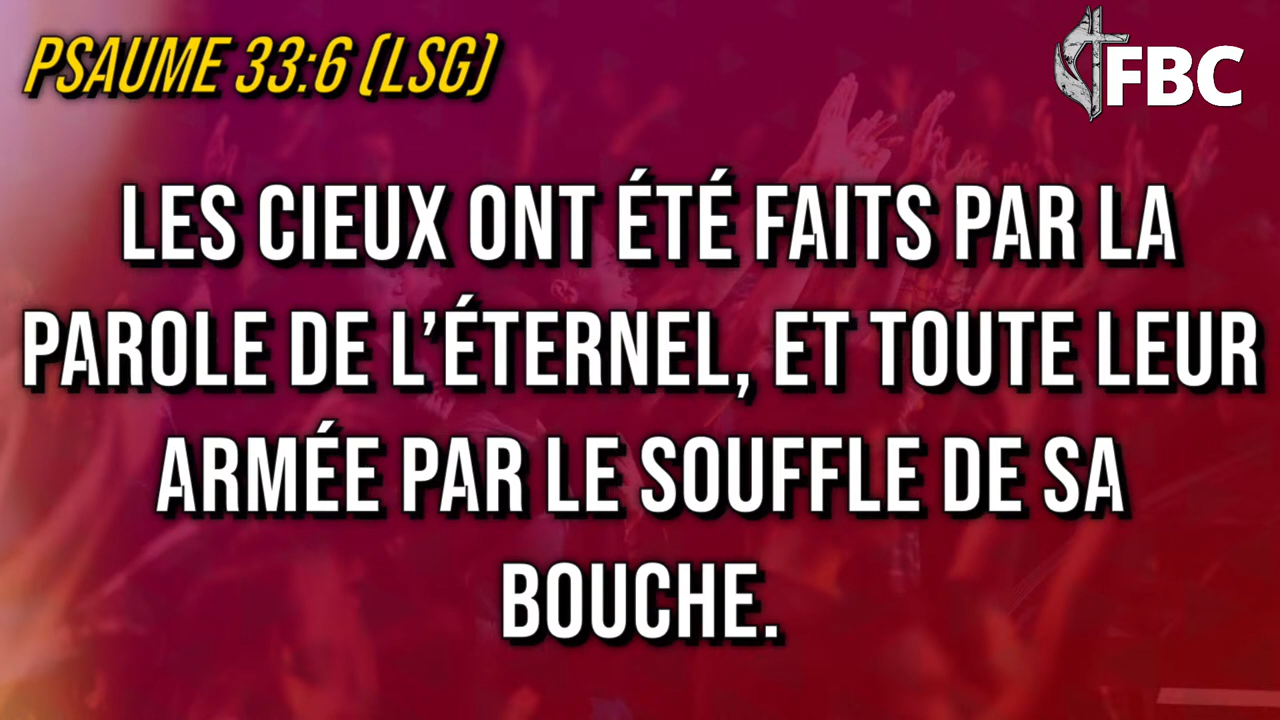 PSAUME 33:6 (LSG)
FBC
LES CIEUX ONT ÉTÉ FAITS PAR LA
PAROLE DE L’ÉTERNEL, ET TOUTE LEUR
ARMÉE PAR LE SOUFFLE DE SA
BOUCHE.